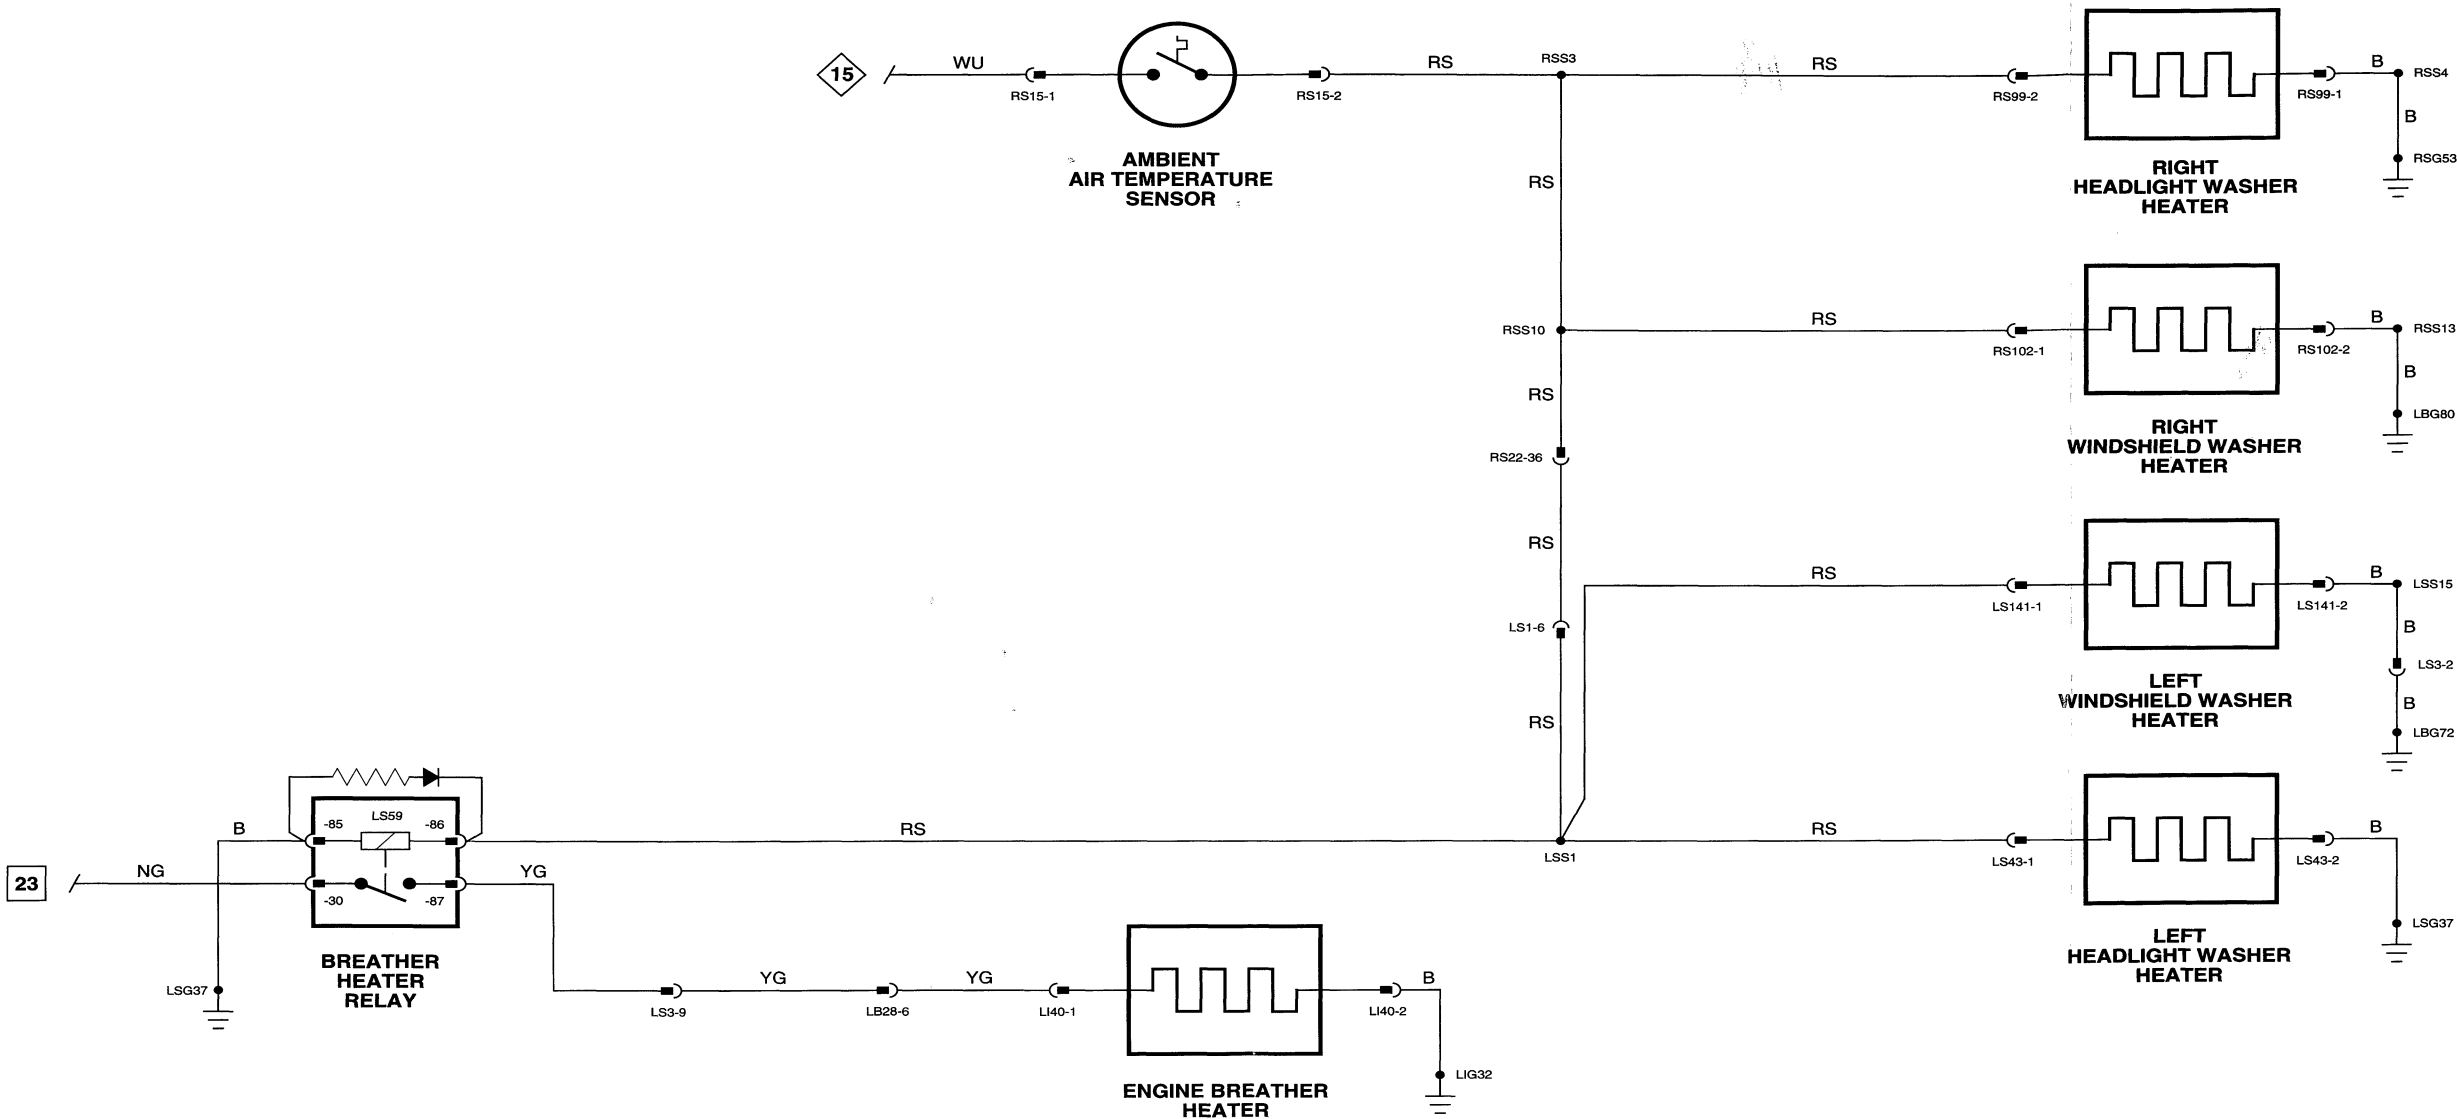 15
WU
RS15-1
RS15-2
RS
RSS3
RS
RS99-2
RS99-1
B
RSS4
B
RSG53
AMBIENT
AIR TEMPERATURE
SENSOR
RIGHT
HEADLIGHT WASHER
HEATER
RS
RSS10
RS
RS102-1
RS102-2
B
RSS13
B
LBG80
RS
RIGHT
WINDSHIELD WASHER
HEATER
RS22-36
RS
LS1-6
RS
RS
LS141-1
LS141-2
B
LSS15
B
LS3-2
B
LBG72
LEFT
WINDSHIELD WASHER
HEATER
LS59
-85
-86
B
RS
LSS1
RS
LS43-1
LS43-2
B
LSG37
LEFT
HEADLIGHT WASHER
HEATER
23
NG
-30
-87
YG
BREATHER
HEATER
RELAY
LSG37
LS3-9
YG
LB28-6
YG
LI40-1
LI40-2
B
LIG32
ENGINE BREATHER
HEATER